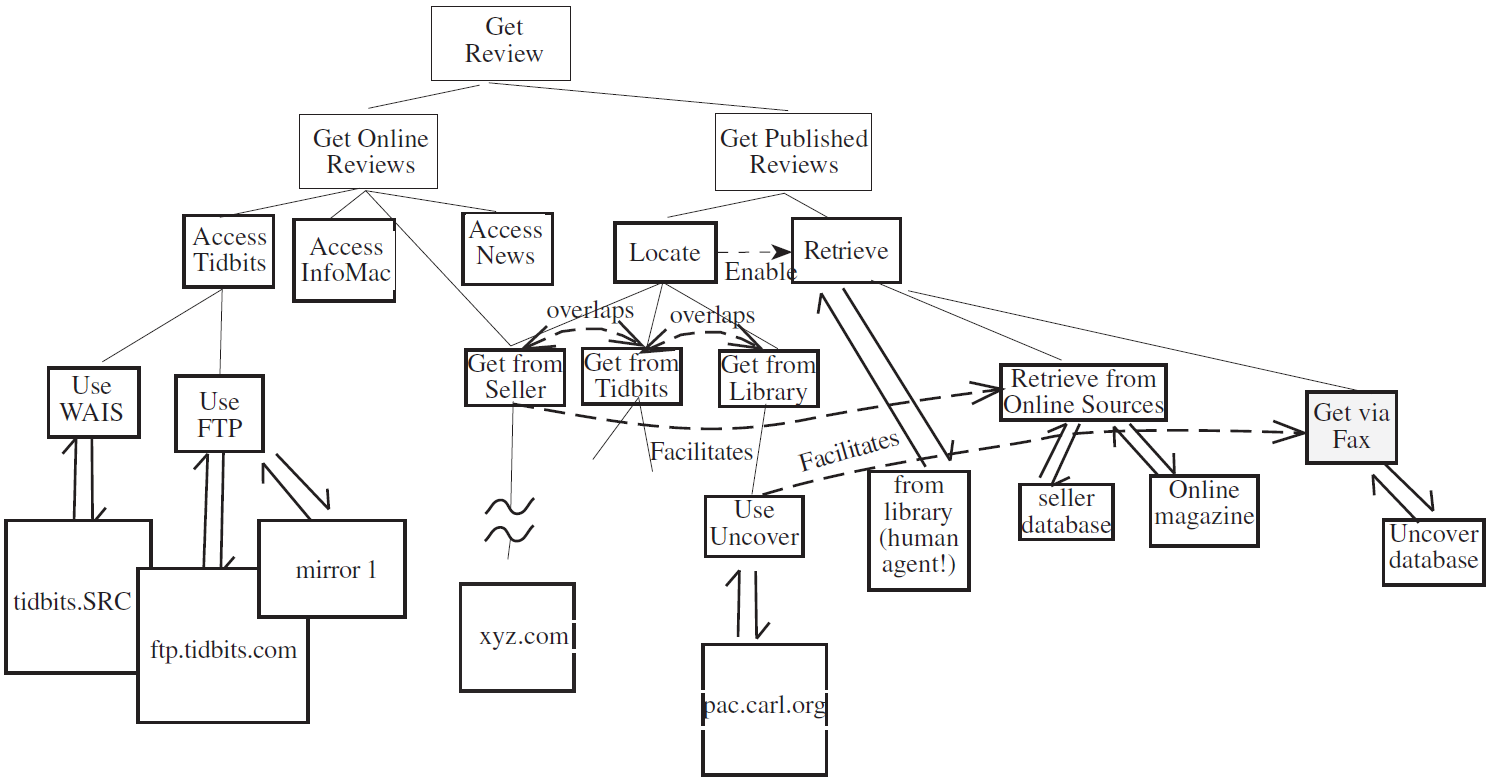 Get
Review
Get Online
Reviews
Get Published
Reviews
Access
Tidbits
Access
InfoMac
Access
News
Locate
Enable
Retrieve
overlaps
overlaps
Use
WAIS
Use
FTP
Get from
Seller
Get from
Tidbits
Get from
Library
Retrieve from
Online Sources
Get via
Fax
Facilitates
Facilitates
from
library
(human
agent!)
seller
database
Online
magazine
Uncover
database
Use
Uncover
tidbits.SRC
ftp.tidbits.com
mirror 1
xyz.com
pac.carl.org